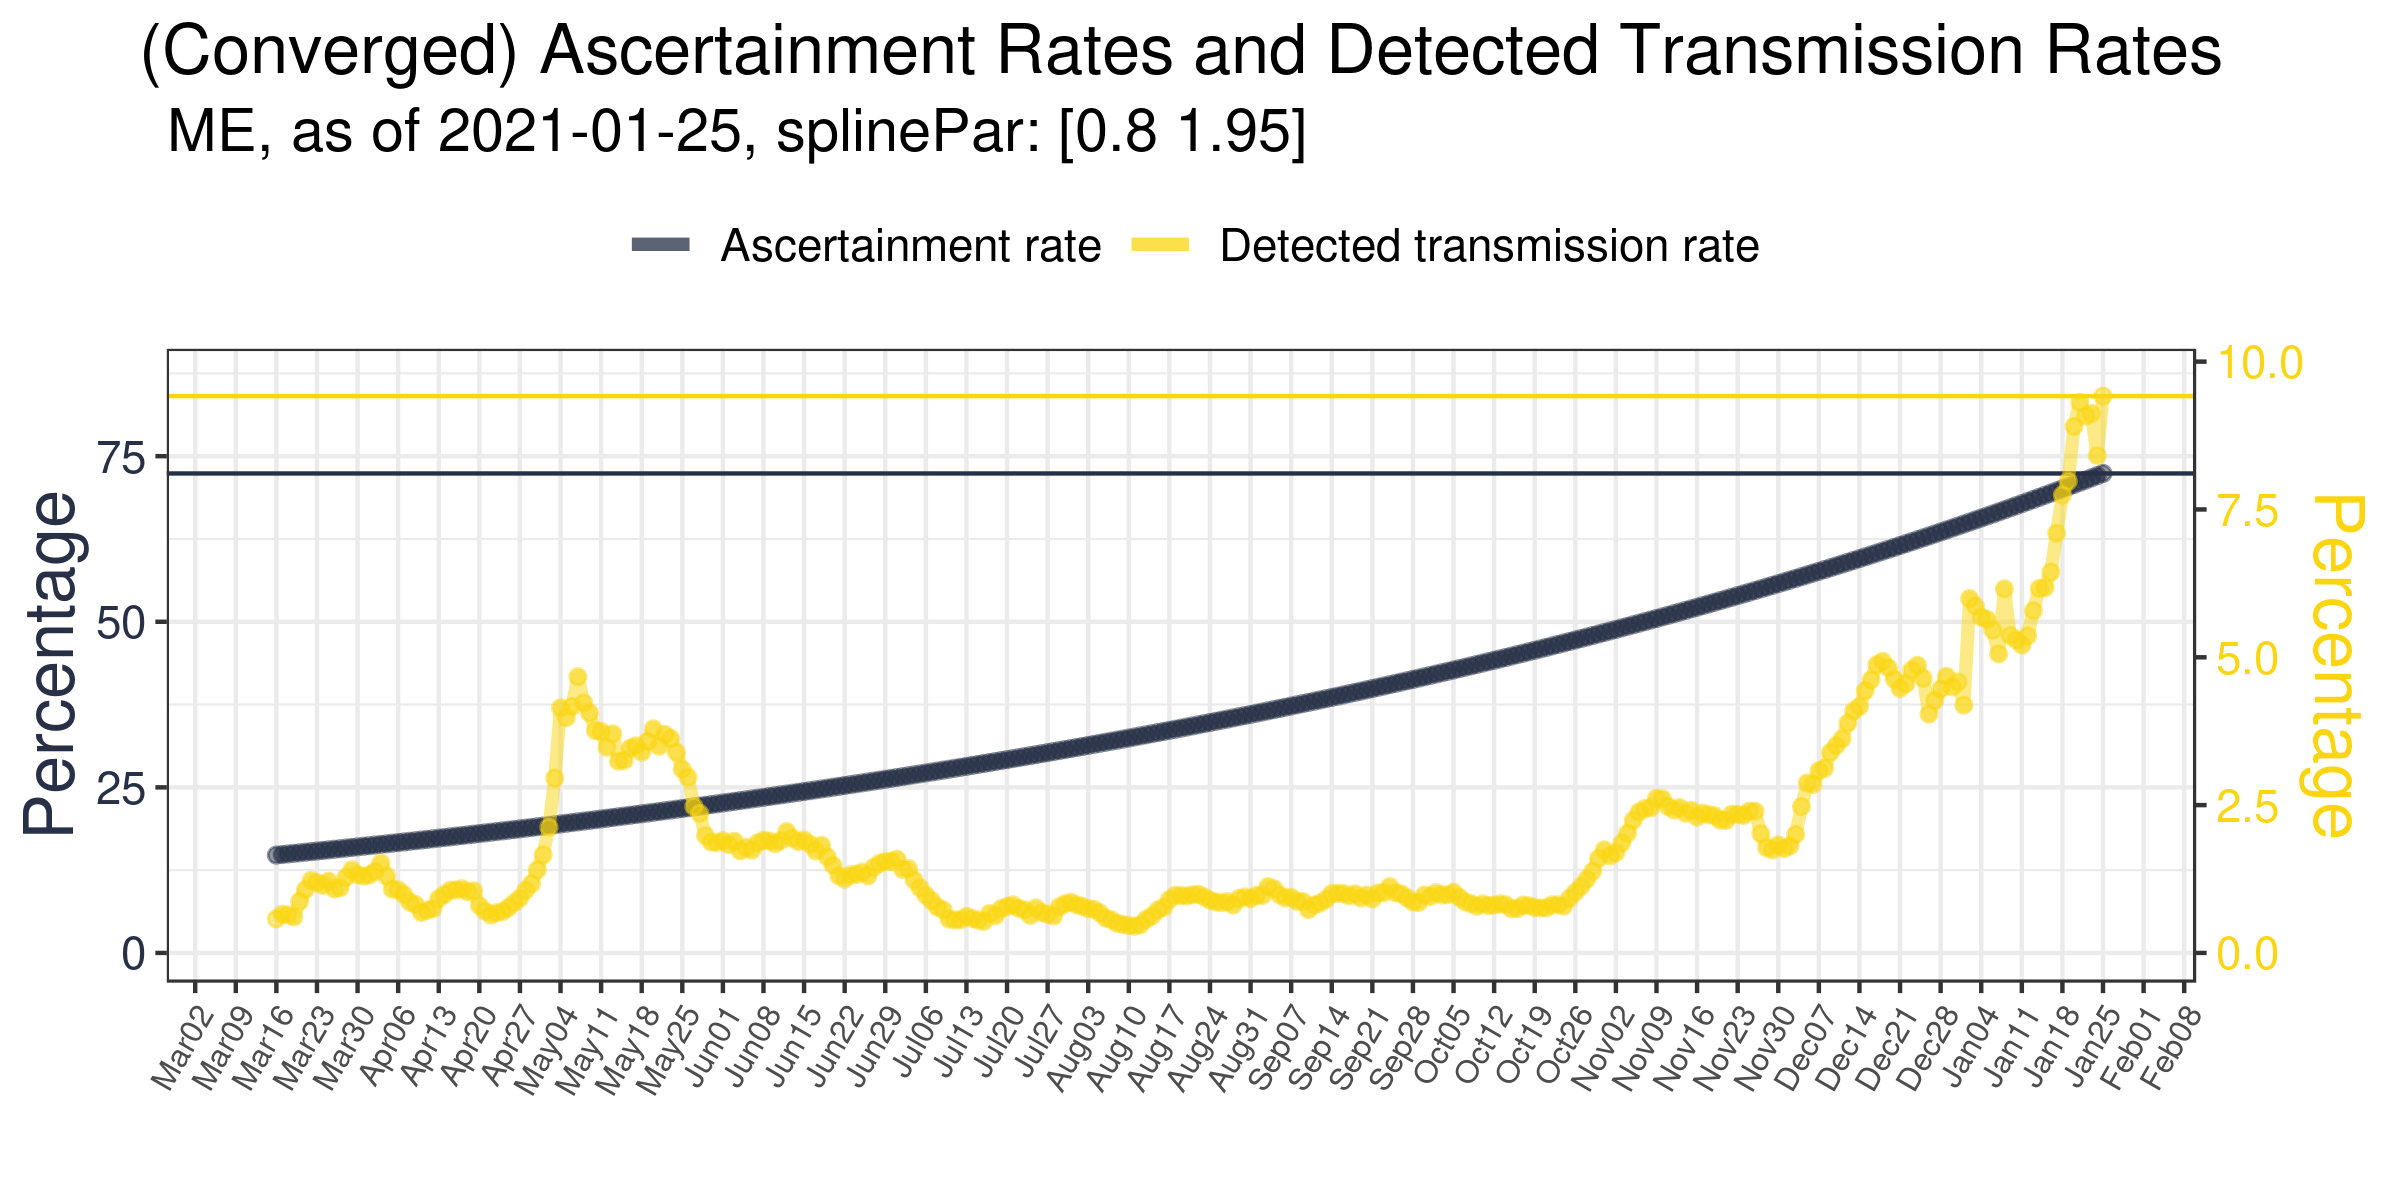 (Converged) Ascertainment Rates and Detected Transmission Rates
ME, as of 2021-01-25, splinePar: [0.8 1.95]
Ascertainment rate Detected transmission rate
Percentage
75
50
25
0
10.0
7.5
5.0
2.5
0.0
Percentage
Mar02 Mar09 Mar16 Mar23 Mar30 Apr06 Apr13 Apr20 Apr27 May04 May11 May18 May25 Jun01 Jun08 Jun15 Jun22 Jun29 Jul06 Jul13 Jul20 Jul27 Aug03 Aug10 Aug17 Aug24 Aug31 Sep07 Sep14 Sep21 Sep28 Oct05 Oct12 Oct19 Oct26 Nov02 Nov09 Nov16 Nov23 Nov30 Dec07 Dec14 Dec21 Dec28 Jan04 Jan11 Jan18 Jan25 Feb01 Feb08